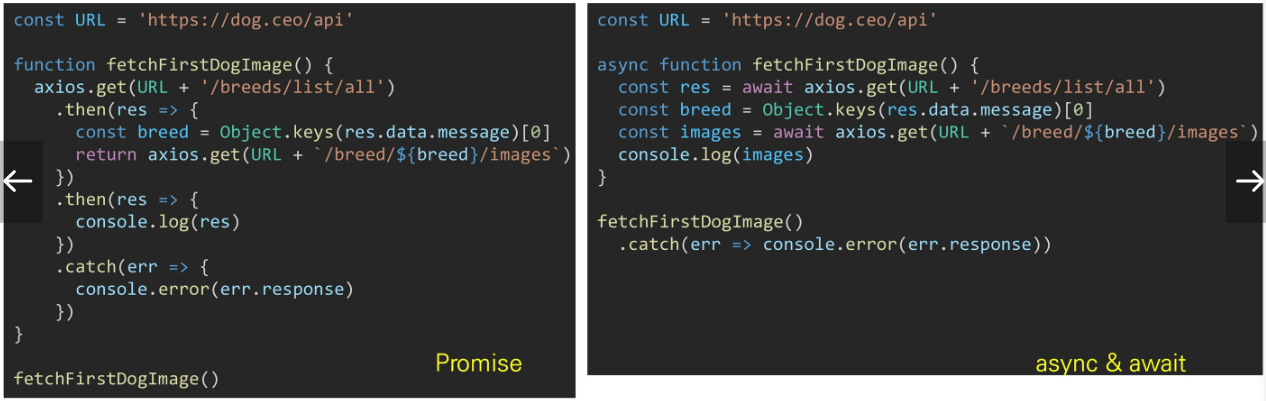 const URL = 'https://dog.ceo/api'
function fetchFirstDogImage() {
  axios.get(URL + '/breeds/list/all')
    .then(res => {
      const breed = Object.keys(res.data.message)[0]
      return axios.get(URL + `/breed/${breed}/images`)
    })
    .then(res => {
      console.log(res)
    })
    .catch(err => {
      console.error(err.response)
    })
}
fetchFirstDogImage()
Promise
const URL = 'https://dog.ceo/api'
async function fetchFirstDogImage() {
  const res = await axios.get(URL + '/breeds/list/all')
  const breed = Object.keys(res.data.message)[0]
  const images = await axios.get(URL + `/breed/${breed}/images`)
  console.log(images)
}
fetchFirstDogImage()
  .catch(err => console.error(err.response))
async & await